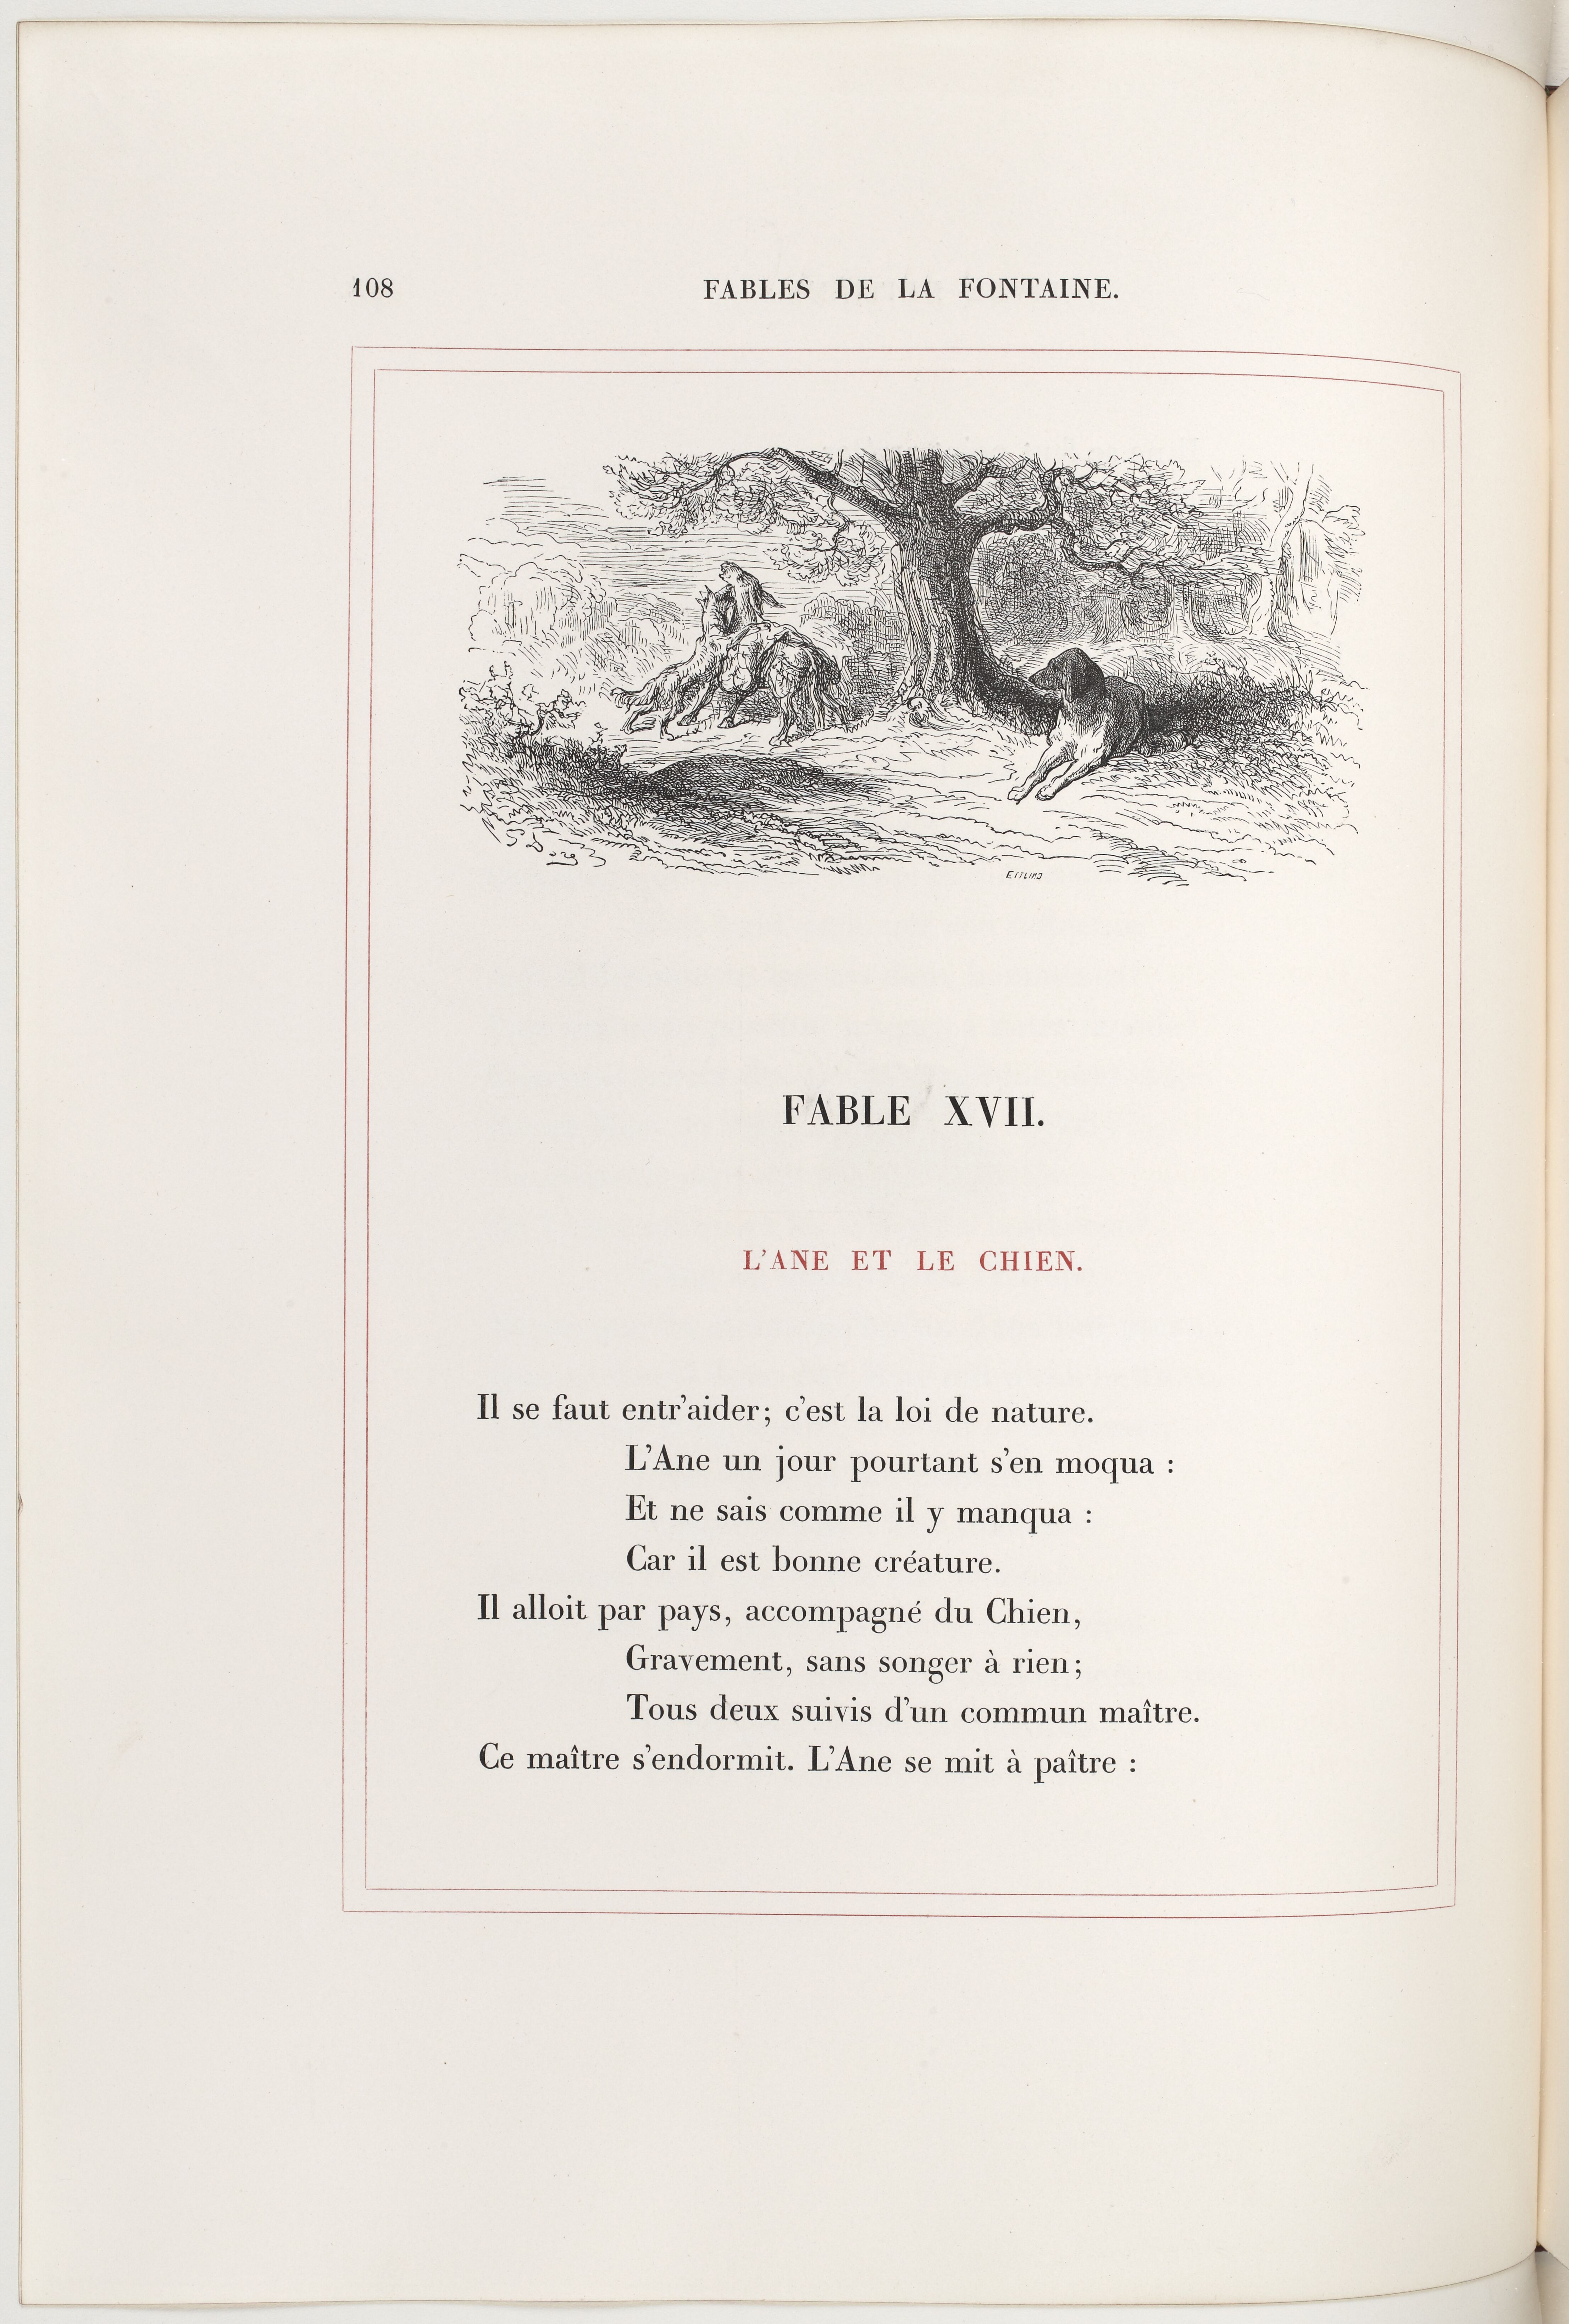 108
FABLES DE LA FONTAINE.
G Doré
FABLE XVII.
L'ANE ET LE CHIEN.
Il se faut entr'aider; c'est la loi de nature.
L'Ane un jour pourtant s'en moqua :
Et ne sais comme il y manqua :
Car il est bonne créature.
Il alloit par pays, accompagné du Chien,
Gravement, sans songer à rien;
Tous deux suivis d'un commun maître.
Ce maître s'endormit. L'Ane se mit à paître :